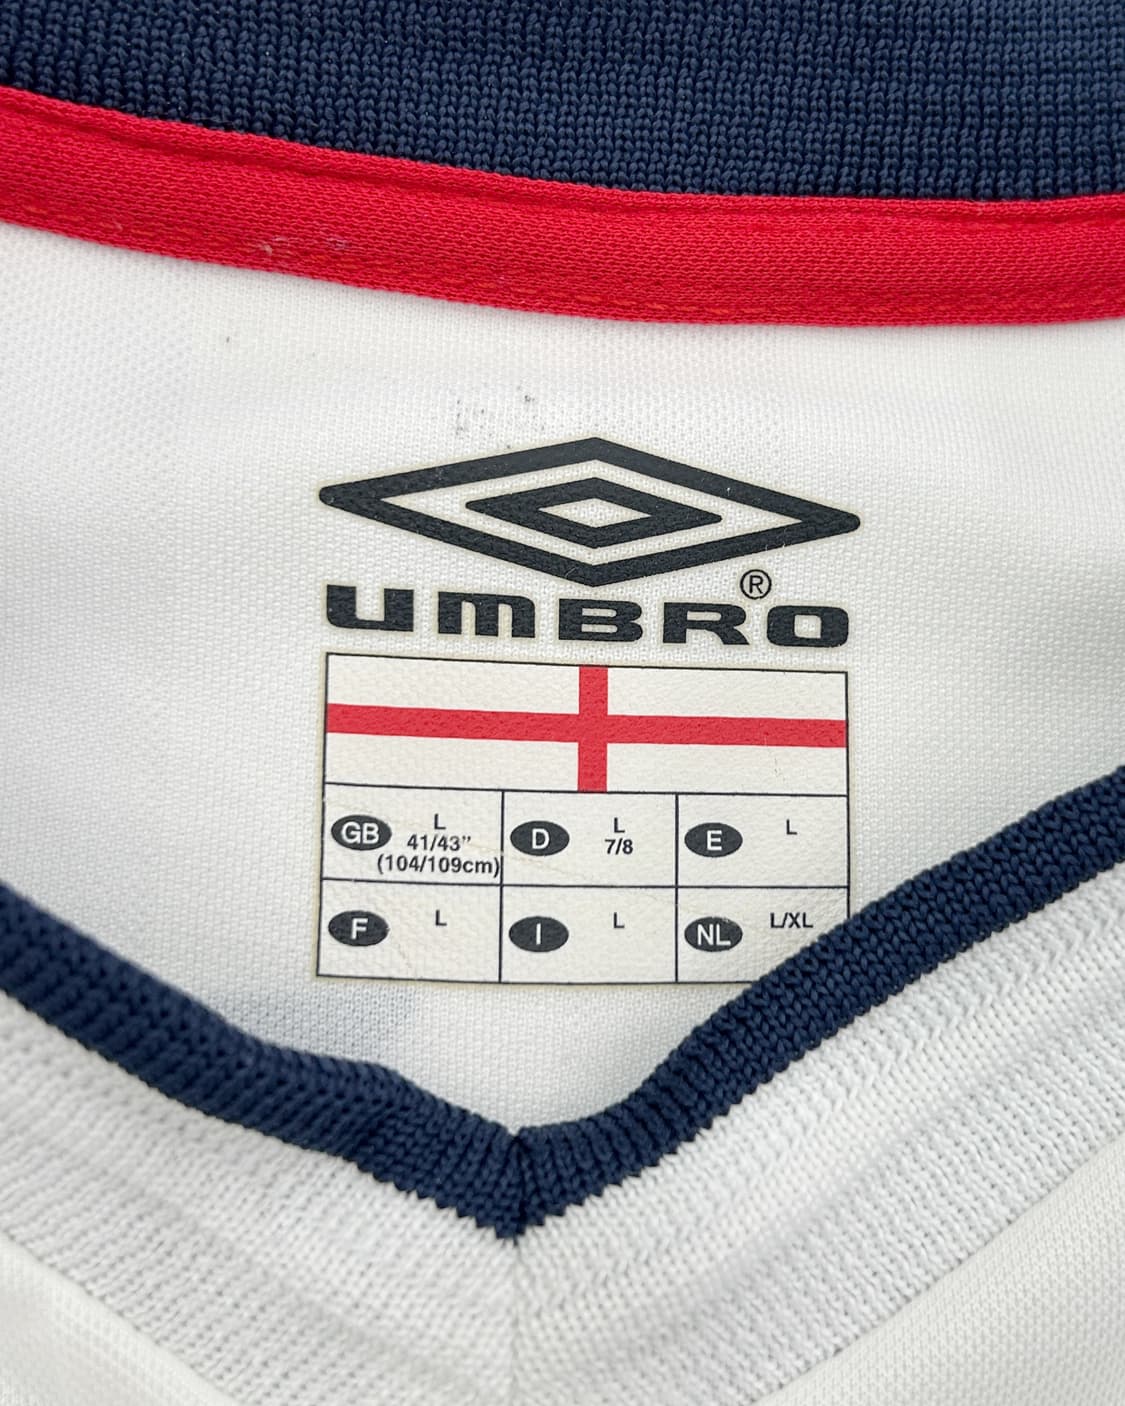 UMBRO®
GB L 41/43” (104/109cm) D L 7/8 E L
F L I L NL L/XL